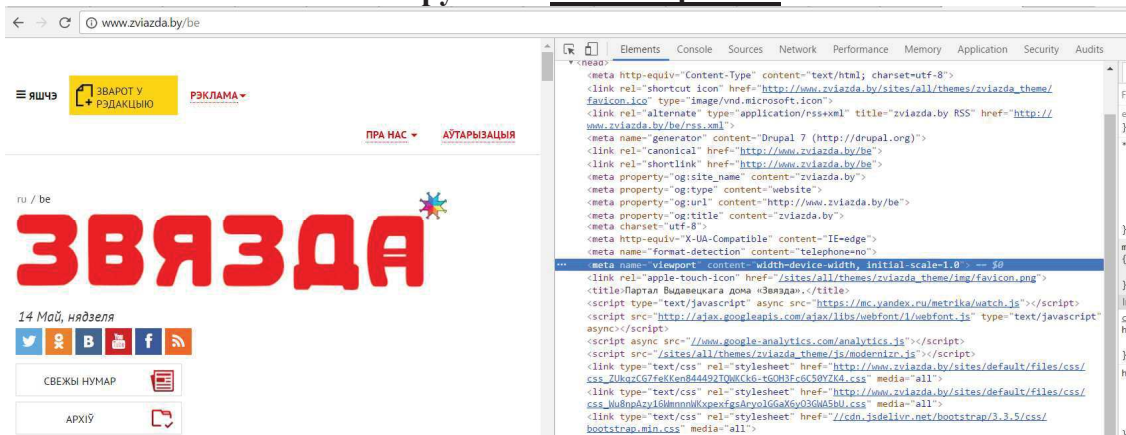 www.zviazda.by/be
ЯШЧЭ
ЗВАРОТ У
РЭДАКЦЫЮ
РЭКЛАМА
ПРА НАС
АЎТАРЫЗАЦЫЯ
ru / be
ЗВЯЗДА
14 Май, нядзеля
СВЕЖЫ НУМАР
АРХІЎ
Elements Console Sources Network Performance Memory Application Security Audits
<head>
<meta http-equiv="Content-Type" content="text/html; charset=utf-8">
<link rel="shortcut icon" href="http://www.zviazda.by/sites/all/themes/zviazda_theme/
favicon.ico" type="image/vnd.microsoft.icon">
<link rel="alternate" type="application/rss+xml" title="zviazda.by RSS" href="http://
www.zviazda.by/be/rss.xml">
<meta name="generator" content="Drupal 7 (http://drupal.org)">
<link rel="canonical" href="http://www.zviazda.by/be">
<link rel="shortlink" href="http://www.zviazda.by/be">
<meta property="og:site_name" content="zviazda.by">
<meta property="og:type" content="website">
<meta property="og:url" content="http://www.zviazda.by/be">
<meta property="og:title" content="zviazda.by">
<meta charset="utf-8">
<meta http-equiv="X-UA-Compatible" content="IE=edge">
<meta name="format-detection" content="telephone=no">
<meta name="viewport" content="width=device-width, initial-scale=1.0"> == $0
<link rel="apple-touch-icon" href="/sites/all/themes/zviazda_theme/img/favicon.png">
<title>Партал Выдавецкага дома «Звязда».</title>
<script type="text/javascript" async src="https://mc.yandex.ru/metrika/watch.js"></script>
<script src="http://ajax.googleapis.com/ajax/libs/webfont/1/webfont.js" type="text/javascript"
async></script>
<script async src="//www.google-analytics.com/analytics.js"></script>
<script src="/sites/all/themes/zviazda_theme/js/modernizr.js"></script>
<link type="text/css" rel="stylesheet" href="http://www.zviazda.by/sites/default/files/css/
media="all">
<link type="text/css" rel="stylesheet" href="http://www.zviazda.by/sites/default/files/css/
media="all">
<link type="text/css" rel="stylesheet" href="//cdn.jsdelivr.net/bootstrap/3.3.5/css/
bootstrap.min.css" media="all">